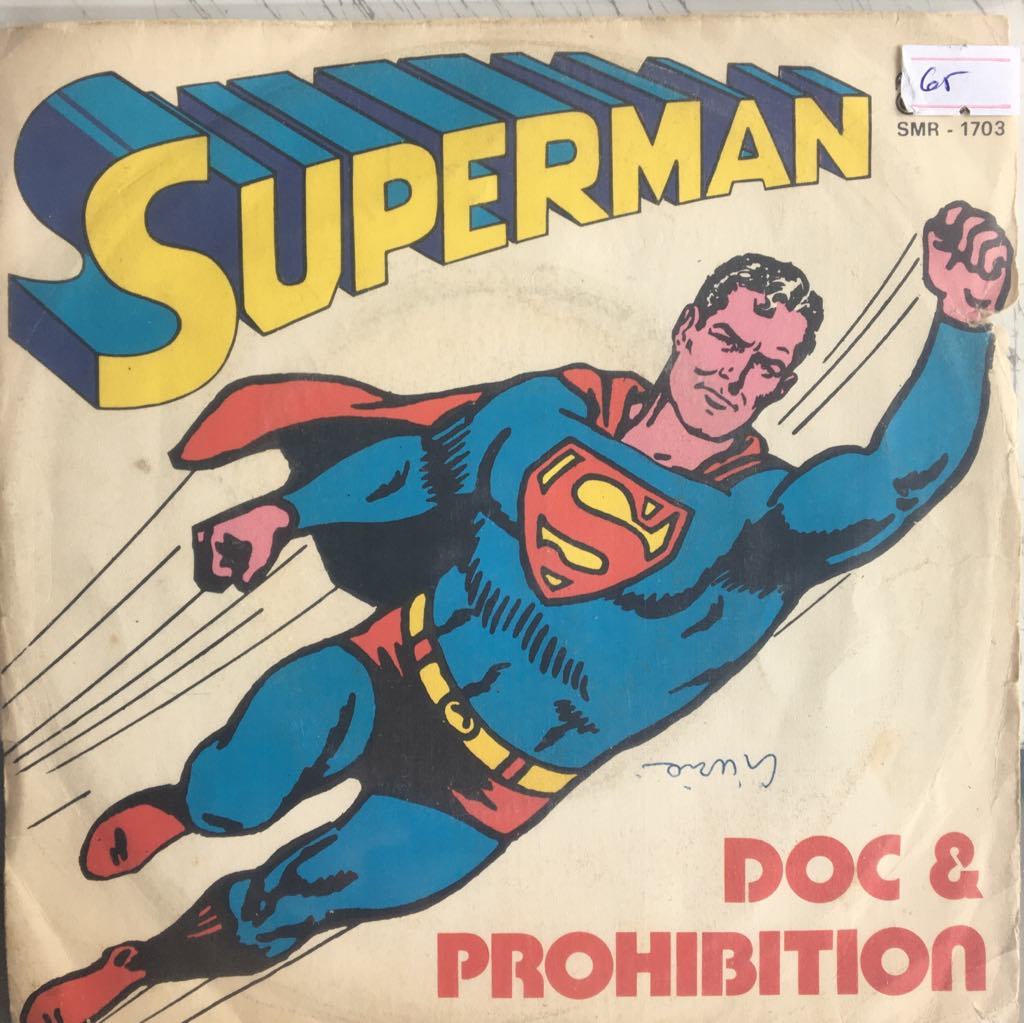 65
SMR - 1703
SUPERMAN
S
DOC &
PROHIBITION